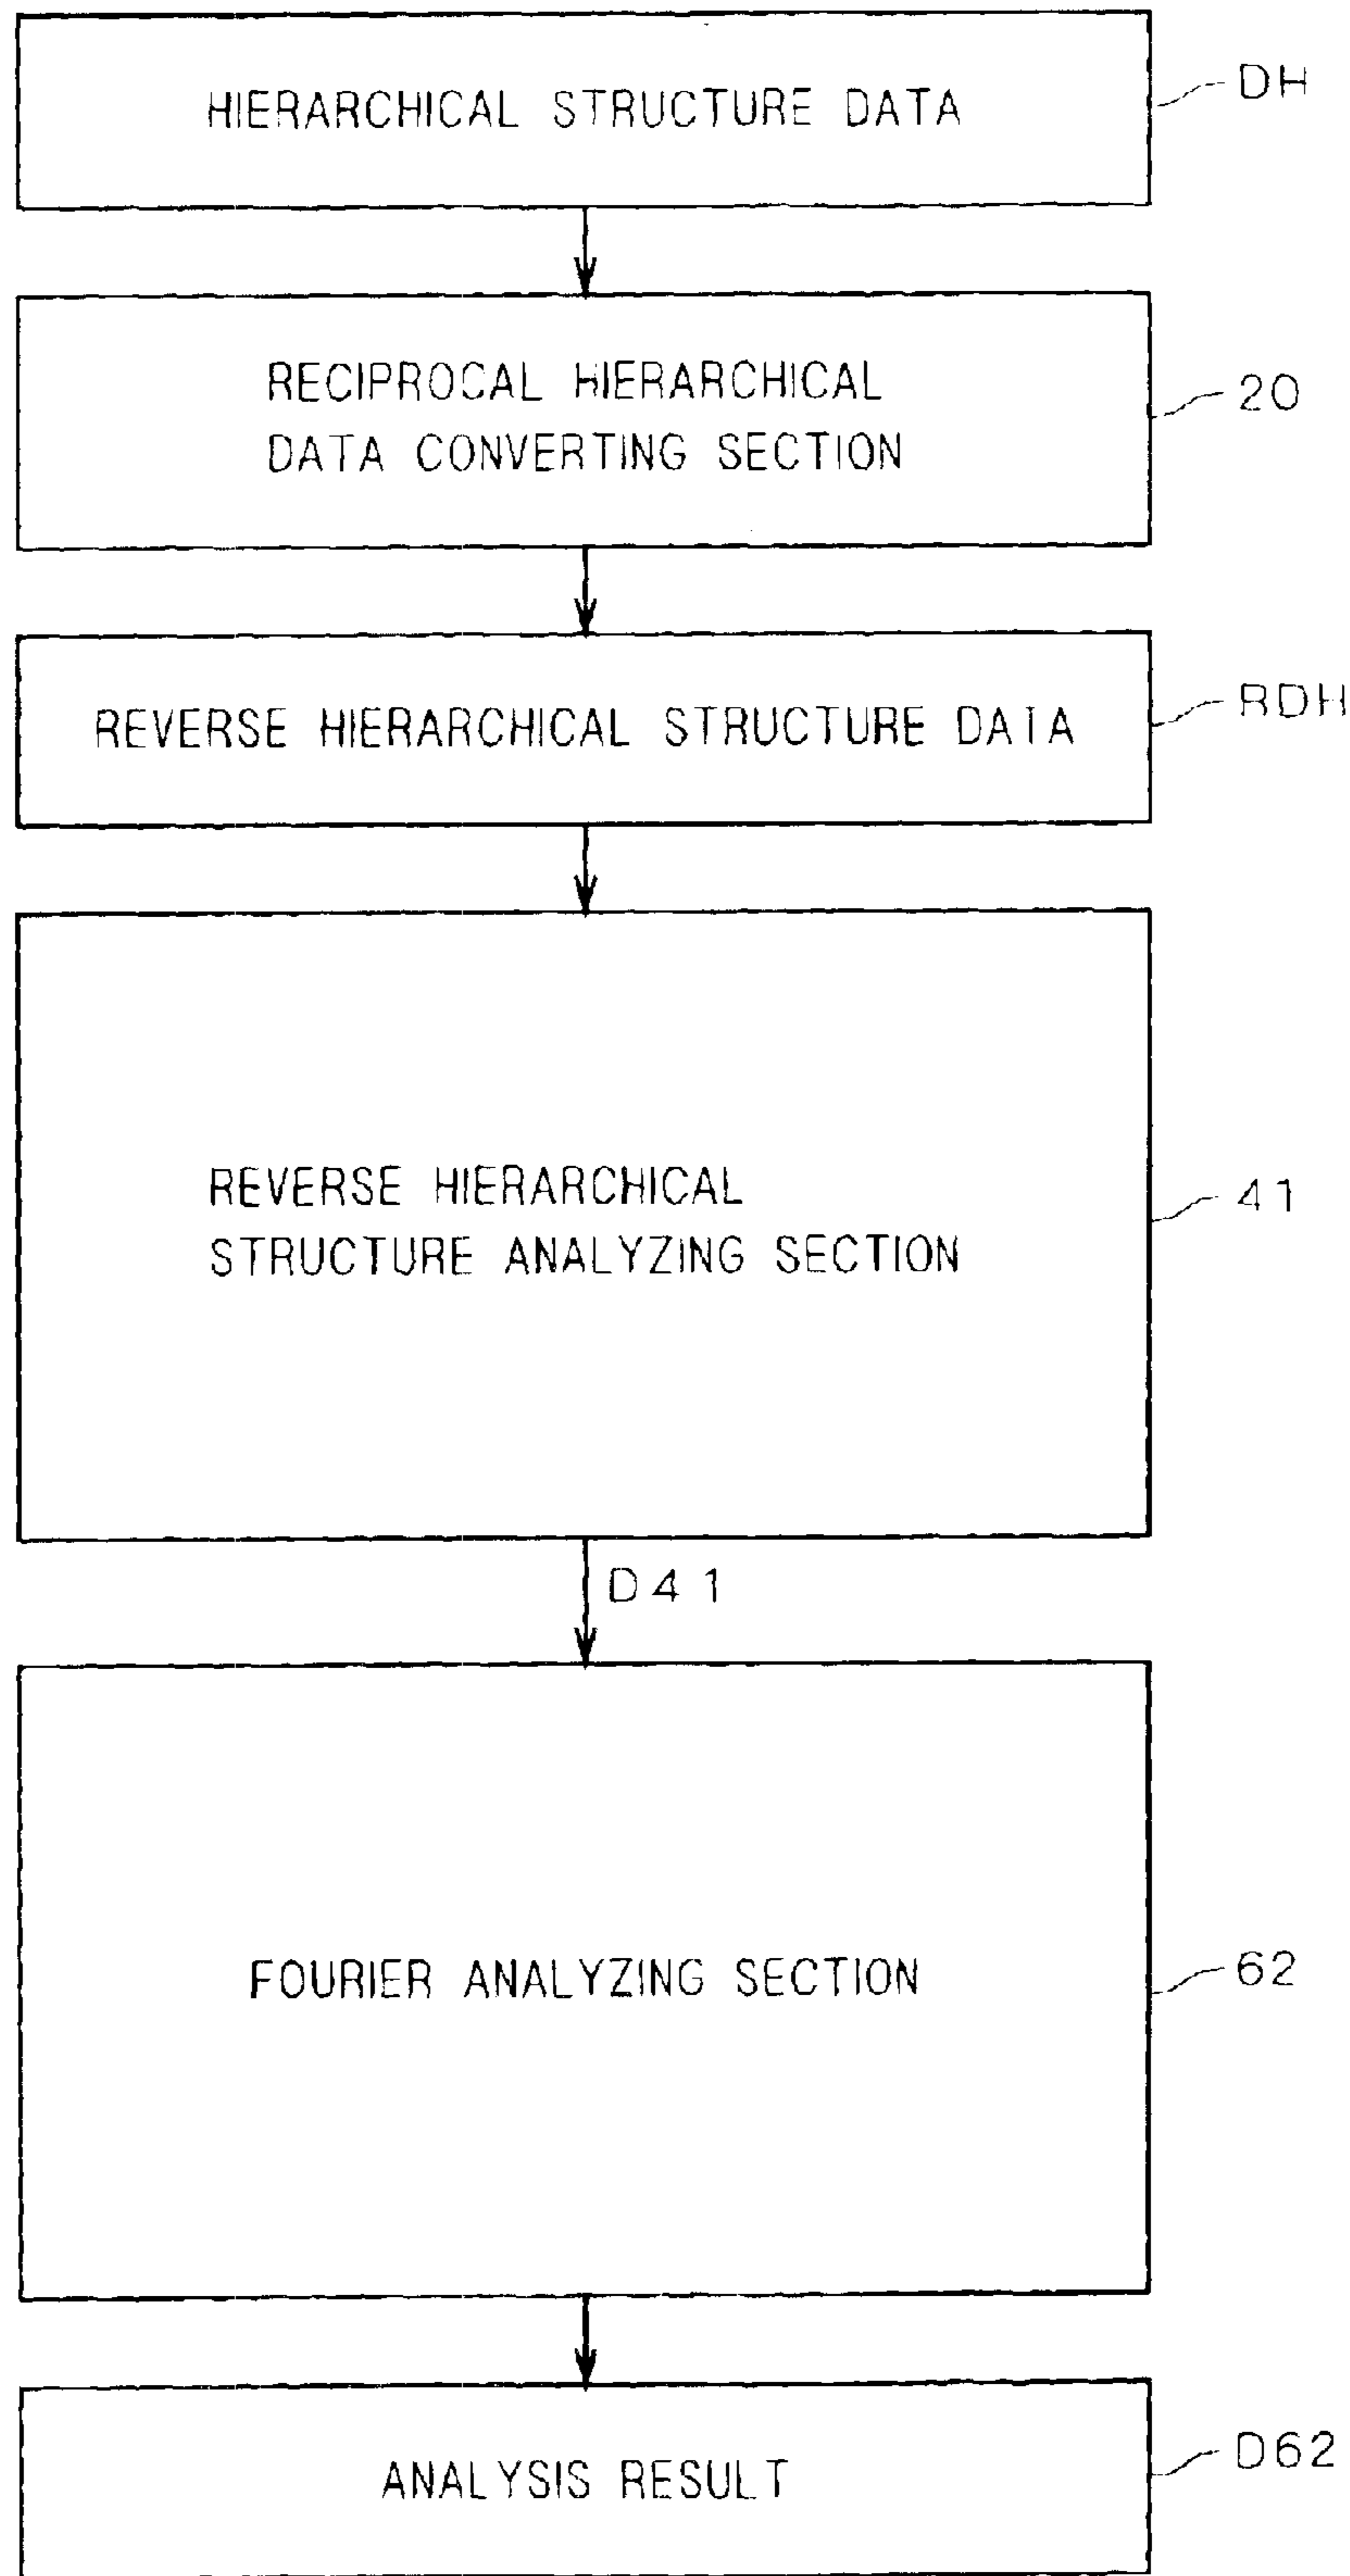 HIERARCHICAL STRUCTURE DATA
DH
RECIPROCAL HIERARCHICAL
DATA CONVERTING SECTION
20
REVERSE HIERARCHICAL STRUCTURE DATA
RDH
REVERSE HIERARCHICAL
STRUCTURE ANALYZING SECTION
41
D41
FOURIER ANALYZING SECTION
62
ANALYSIS RESULT
D62